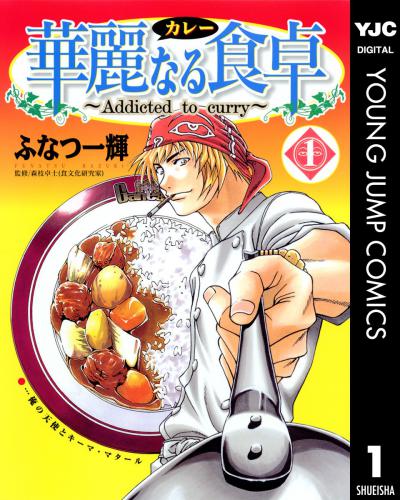 華麗なる食卓
カレー
～Addicted to curry～
ふなつ一輝
FUNATSU KAZUKI
監修/森枝卓士(食文化研究家)
1
●…俺の天使とキーマ・マタール
YJC
DIGITAL
YOUNG JUMP COMICS
1
SHUEISHA